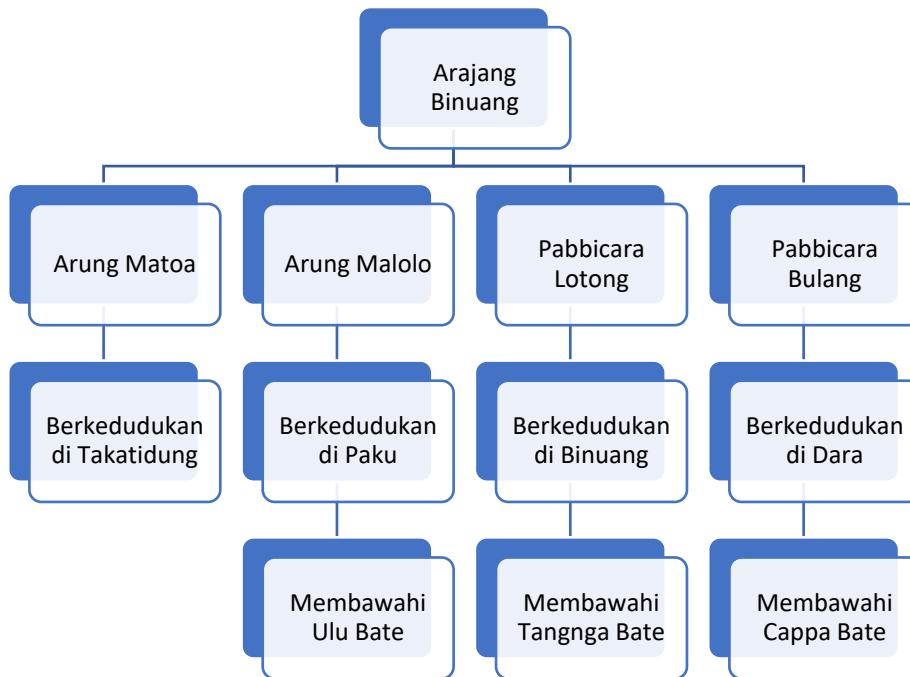 Arajang
Binuang
Arung Matoa
Arung Malolo
Pabbicara
Lotong
Pabbicara
Bulang
Berkedudukan
di Takatidung
Berkedudukan
di Paku
Berkedudukan
di Binuang
Berkedudukan
di Dara
Membawahi
Ulu Bate
Membawahi
Tangnga Bate
Membawahi
Cappa Bate